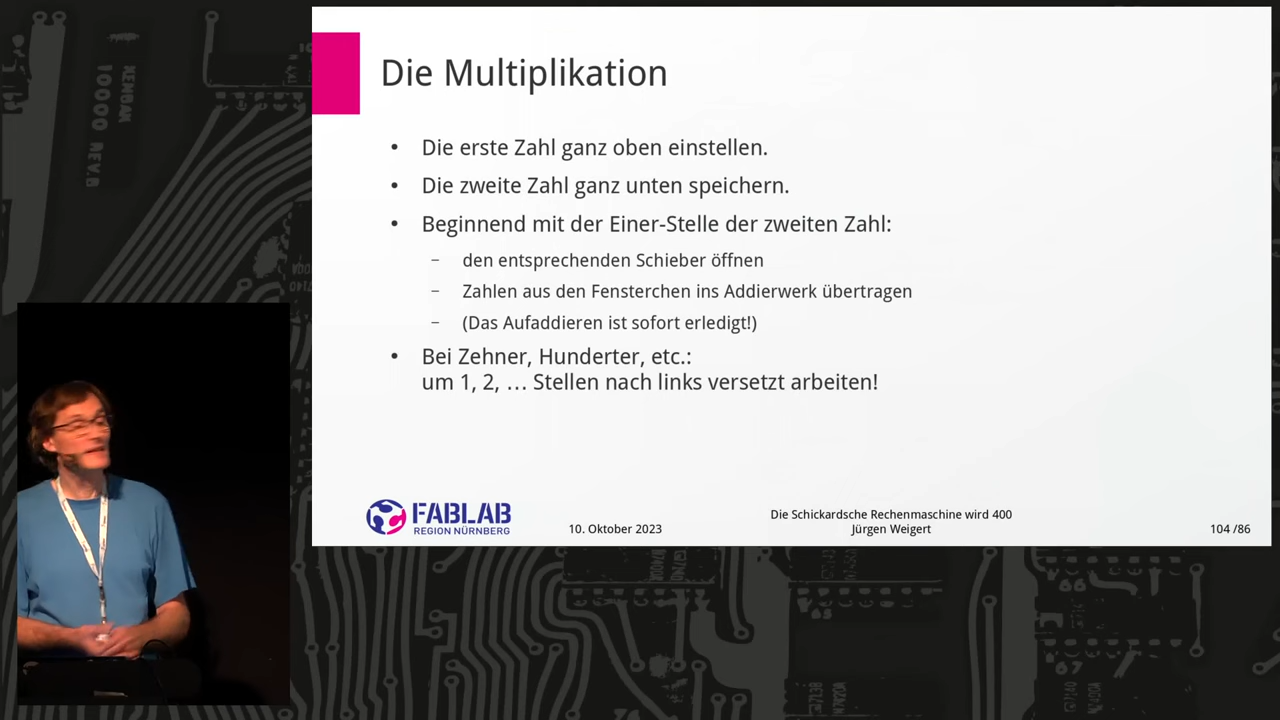 Die Multiplikation
• Die erste Zahl ganz oben einstellen.
• Die zweite Zahl ganz unten speichern.
• Beginnend mit der Einer-Stelle der zweiten Zahl:
– den entsprechenden Schieber öffnen
– Zahlen aus den Fensterchen ins Addierwerk übertragen
– (Das Aufaddieren ist sofort erledigt!)
• Bei Zehner, Hunderter, etc.:
um 1, 2, … Stellen nach links versetzt arbeiten!
FABLAB
REGION NÜRNBERG
10. Oktober 2023
Die Schickardsche Rechenmaschine wird 400
Jürgen Weigert
104 /86
KENBAK
10000 REV.B